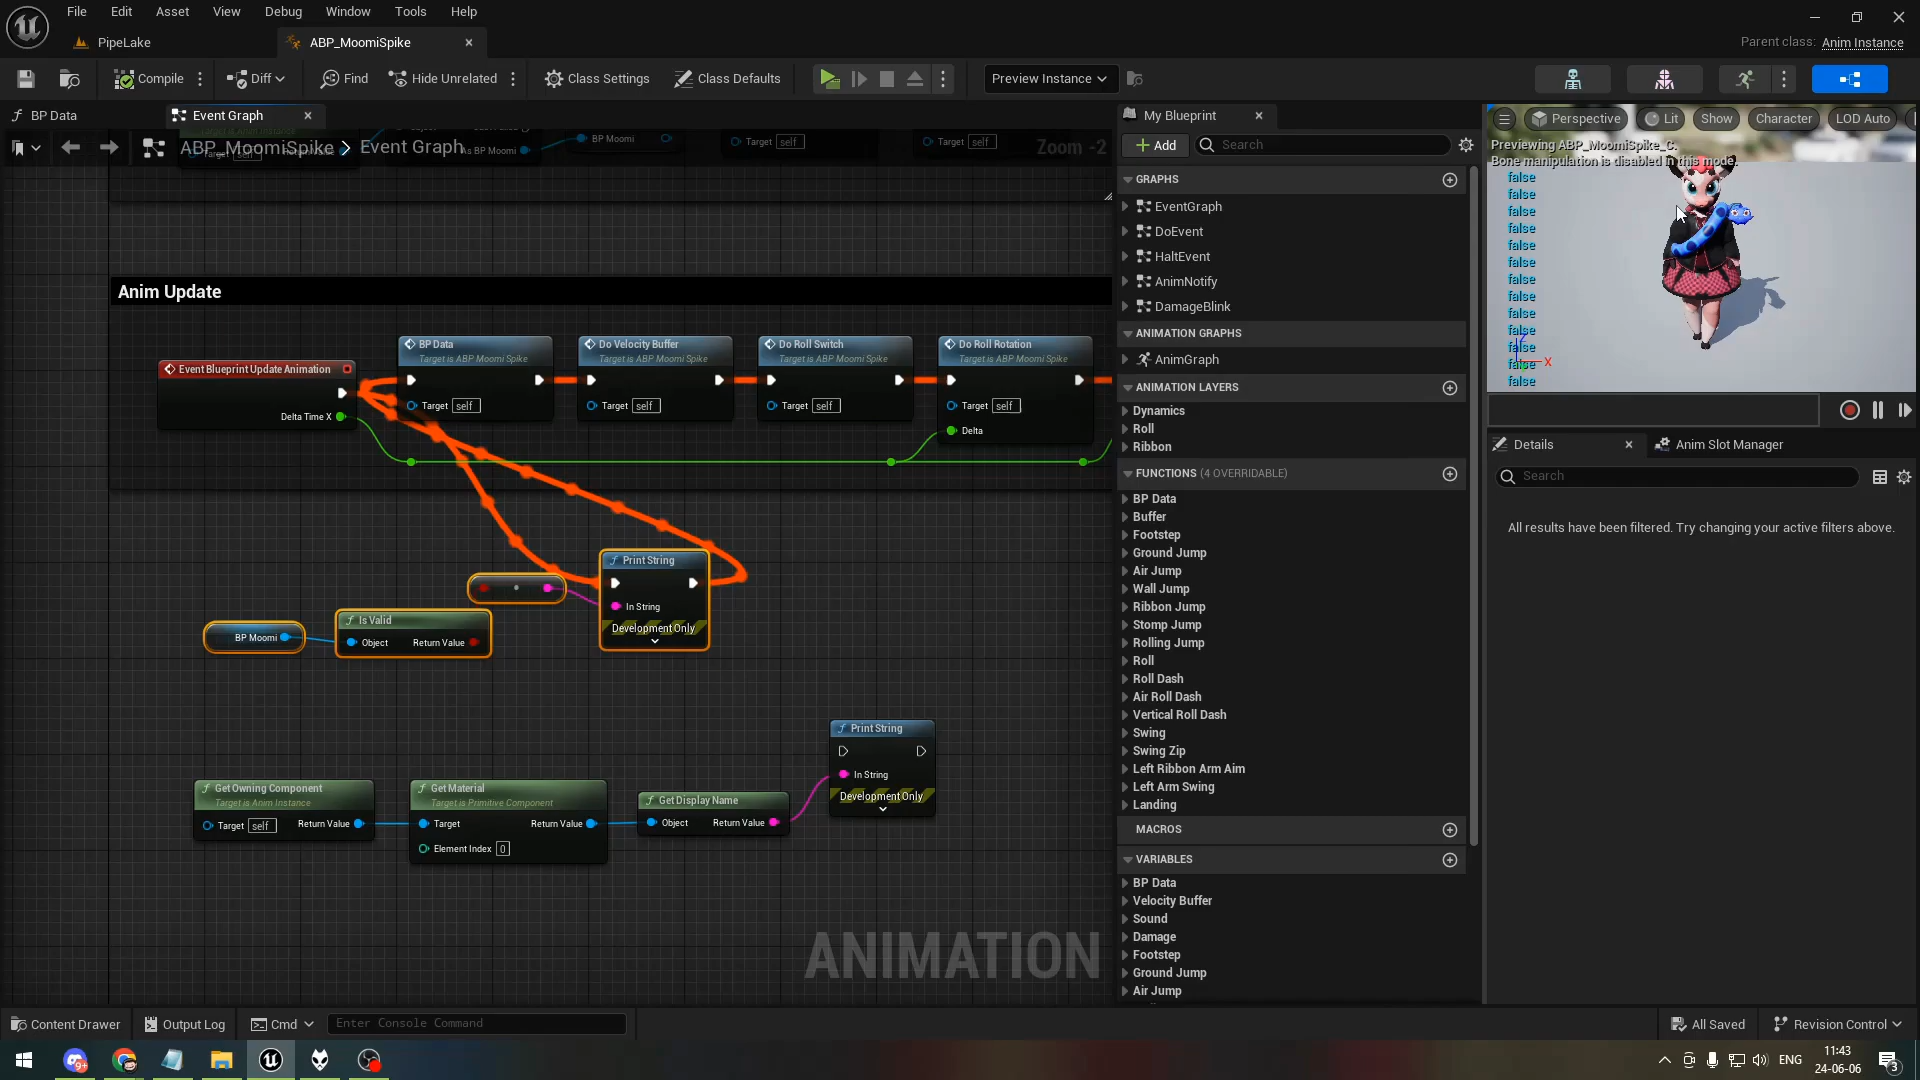 File Edit Asset View Debug Window Tools Help
PipeLake
ABP_MoomiSpike
Parent class: Anim Instance
Compile
Diff
Find
Hide Unrelated
Class Settings
Class Defaults
Preview Instance
BP Data
Event Graph
ABP_MoomiSpike > Event Graph
Zoom -2
Target self
As BP Moomi
BP Moomi
Target self
Target self
Anim Update
Event Blueprint Update Animation
Delta Time X
BP Data
Target is ABP Moomi Spike
Target self
Do Velocity Buffer
Target is ABP Moomi Spike
Target self
Do Roll Switch
Target is ABP Moomi Spike
Target self
Do Roll Rotation
Target is ABP Moomi Spike
Target self
Delta
Print String
In String
Development Only
BP Moomi
Is Valid
Object
Return Value
Print String
In String
Development Only
Get Owning Component
Target is Anim Instance
Target self
Return Value
Get Material
Target is Primitive Component
Target
Return Value
Element Index 0
Get Display Name
Object
Return Value
ANIMATION
My Blueprint
Add
Search
GRAPHS
EventGraph
DoEvent
HaltEvent
AnimNotify
DamageBlink
ANIMATION GRAPHS
AnimGraph
ANIMATION LAYERS
Dynamics
Roll
Ribbon
FUNCTIONS (4 OVERRIDABLE)
BP Data
Buffer
Footstep
Ground Jump
Air Jump
Wall Jump
Ribbon Jump
Stomp Jump
Rolling Jump
Roll
Roll Dash
Air Roll Dash
Vertical Roll Dash
Swing
Swing Zip
Left Ribbon Arm Aim
Left Arm Swing
Landing
MACROS
VARIABLES
BP Data
Velocity Buffer
Sound
Damage
Footstep
Ground Jump
Air Jump
Perspective
Lit
Show
Character
LOD Auto
Previewing ABP_MoomiSpike_C.
Bone manipulation is disabled in this mode.
false
false
false
false
false
false
false
false
false
false
false
false
false
X
Details
Anim Slot Manager
Search
All results have been filtered. Try changing your active filters above.
Content Drawer
Output Log
Cmd
Enter Console Command
All Saved
Revision Control
9+
ENG
11:43
24-06-06
3